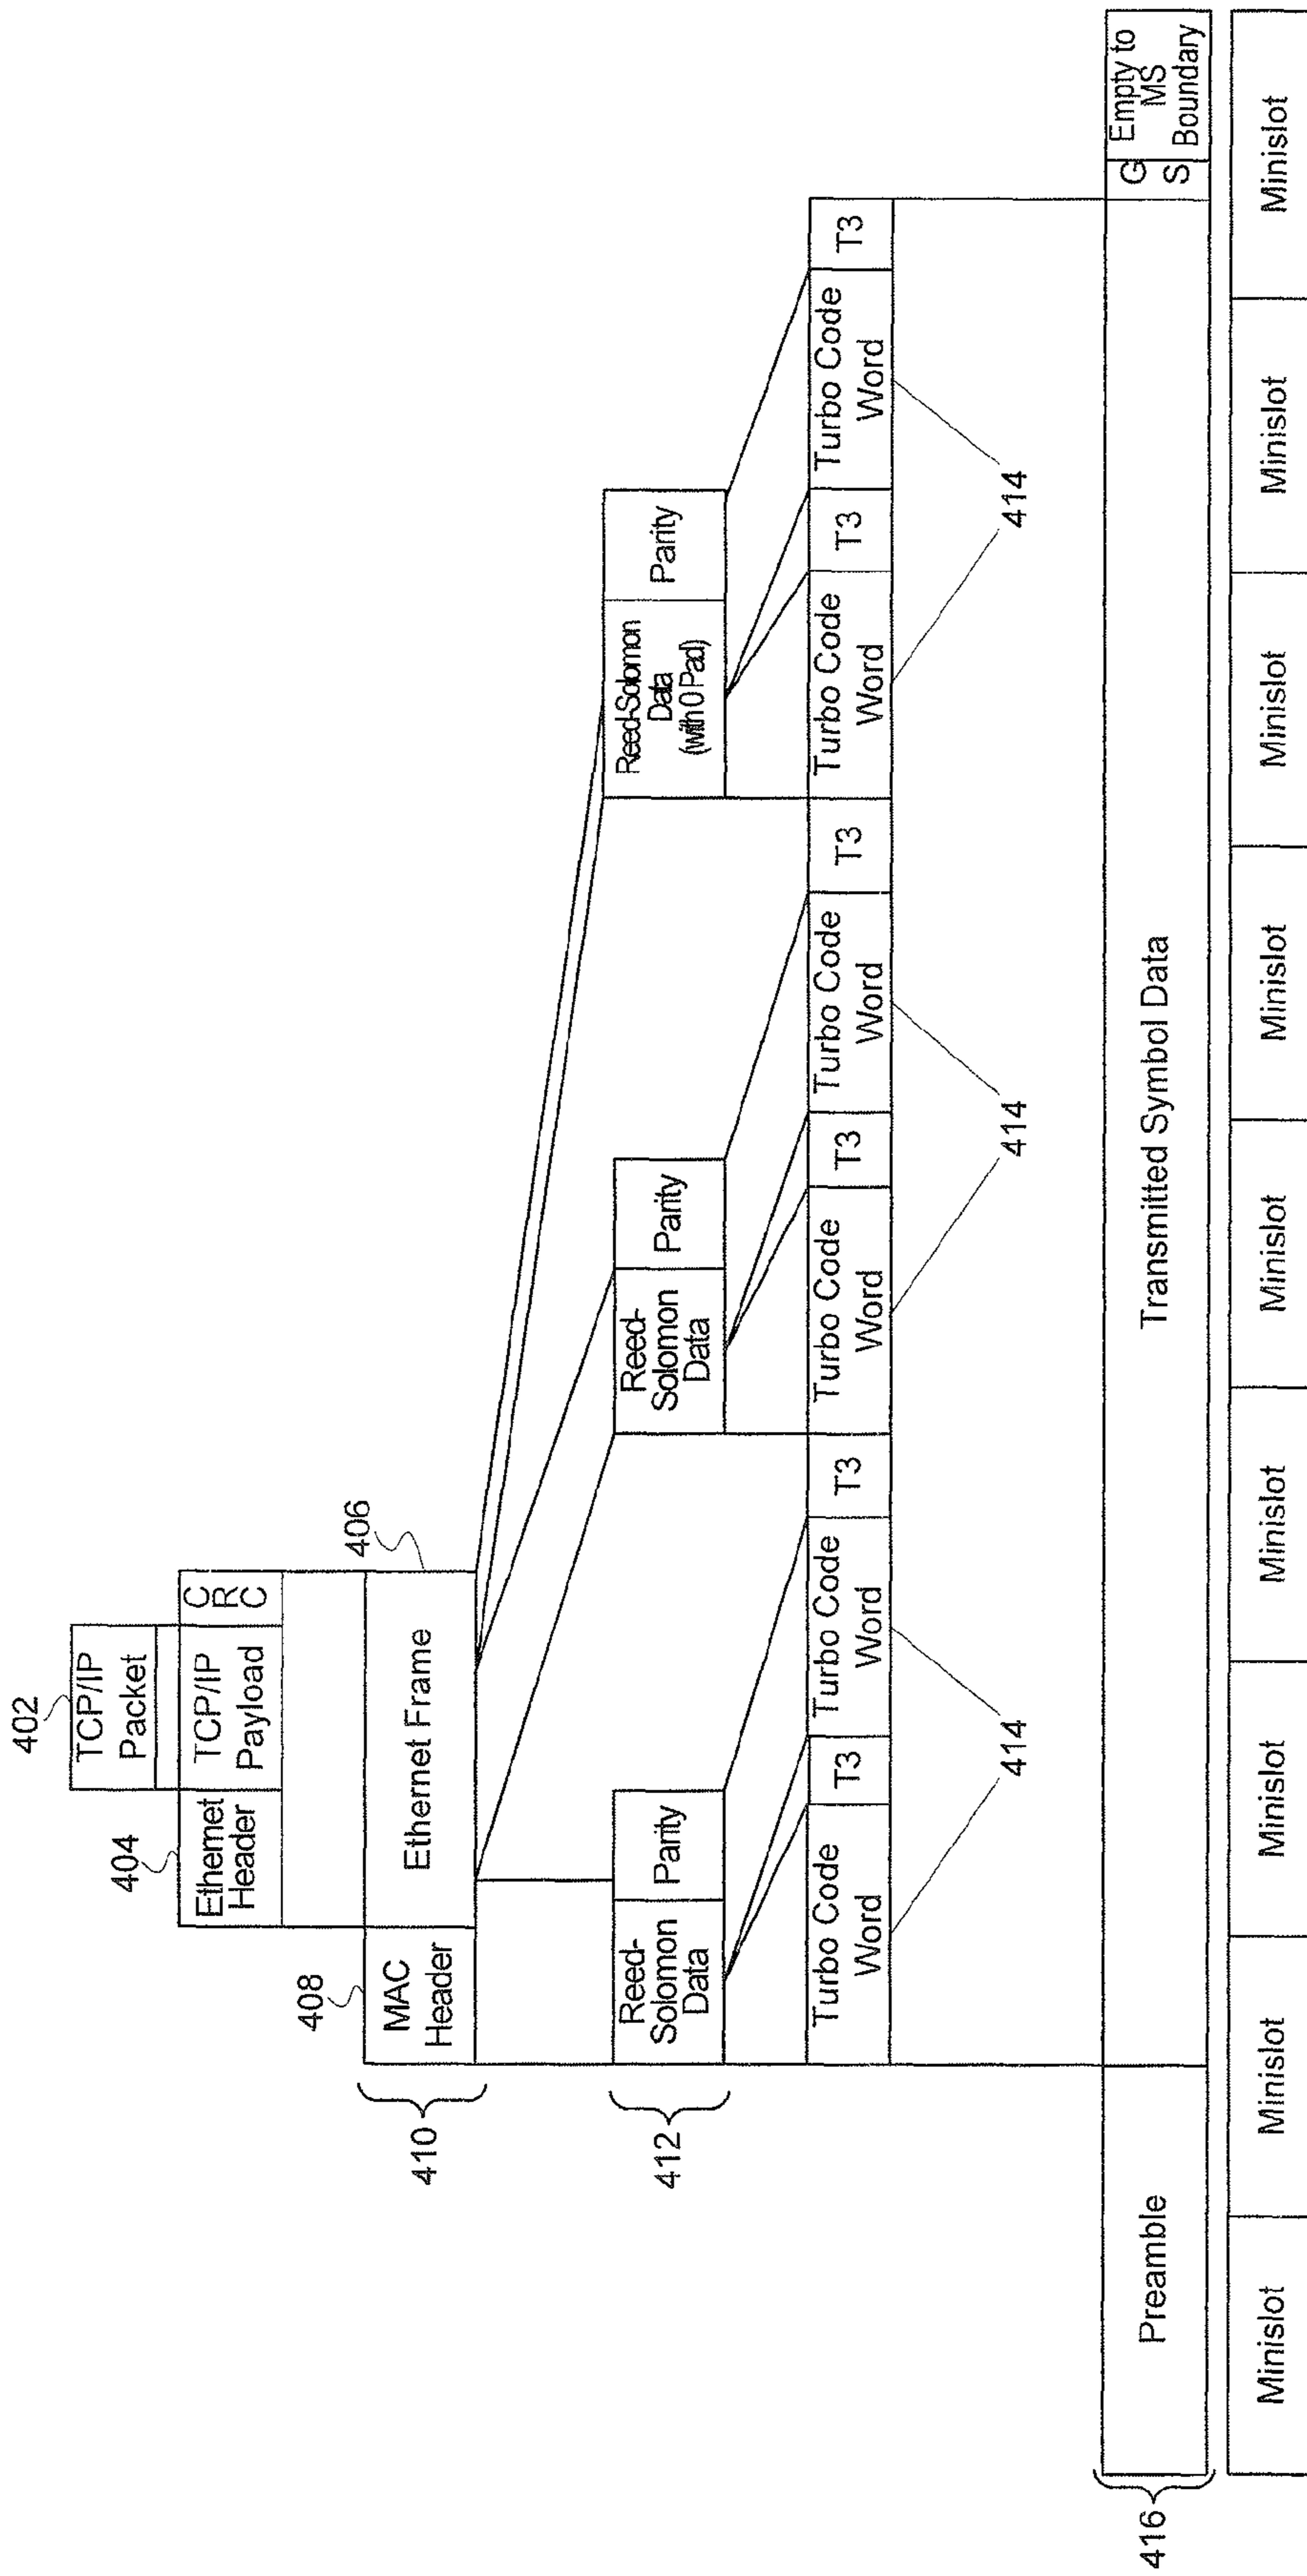 402
TCP/IP
Packet
404
Ethernet
Header
TCP/IP
Payload
C
R
C
406
408
MAC
Header
Ethernet Frame
410
Reed-
Solomon
Data
Parity
Reed-
Solomon
Data
Parity
Reed-Solomon
Data
(with 0 Pad)
Parity
412
Turbo Code
Word
T3
Turbo Code
Word
T3
Turbo Code
Word
T3
Turbo Code
Word
T3
Turbo Code
Word
T3
Turbo Code
Word
T3
414
414
414
Preamble
Transmitted Symbol Data
G
S
Empty to
MS
Boundary
416
Minislot
Minislot
Minislot
Minislot
Minislot
Minislot
Minislot
Minislot
Minislot